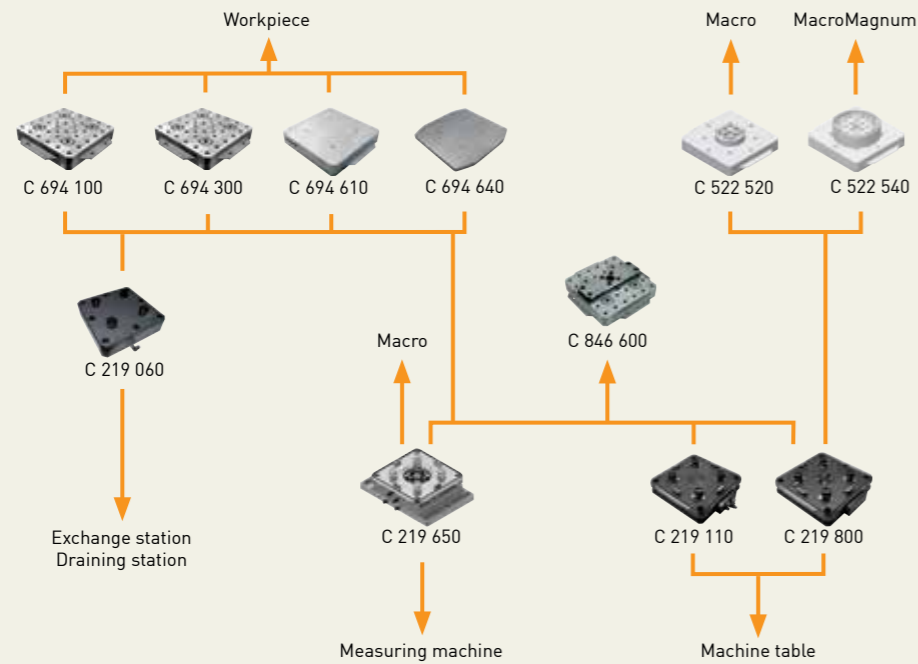 Workpiece
Macro
MacroMagnum
C 694 100
C 694 300
C 694 610
C 694 640
C 522 520
C 522 540
C 219 060
Macro
C 846 600
C 219 650
C 219 110
C 219 800
Exchange station
Draining station
Measuring machine
Machine table